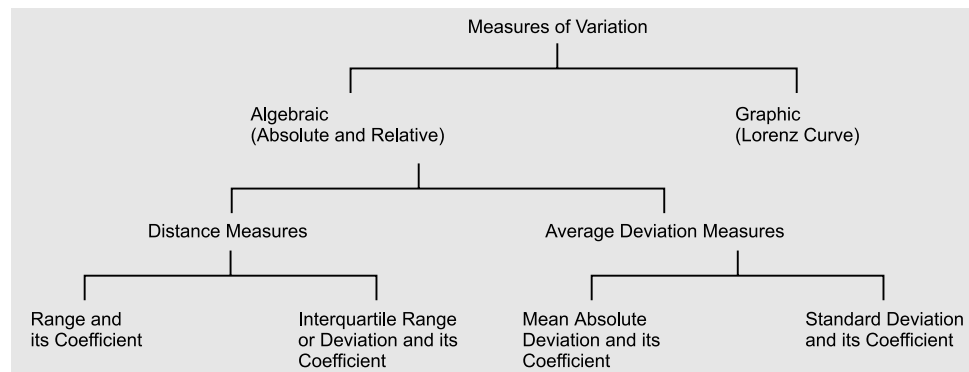 Measures of Variation
Algebraic
(Absolute and Relative)
Graphic
(Lorenz Curve)
Distance Measures
Average Deviation Measures
Range and
its Coefficient
Interquartile Range
or Deviation and its
Coefficient
Mean Absolute
Deviation and its
Coefficient
Standard Deviation
and its Coefficient